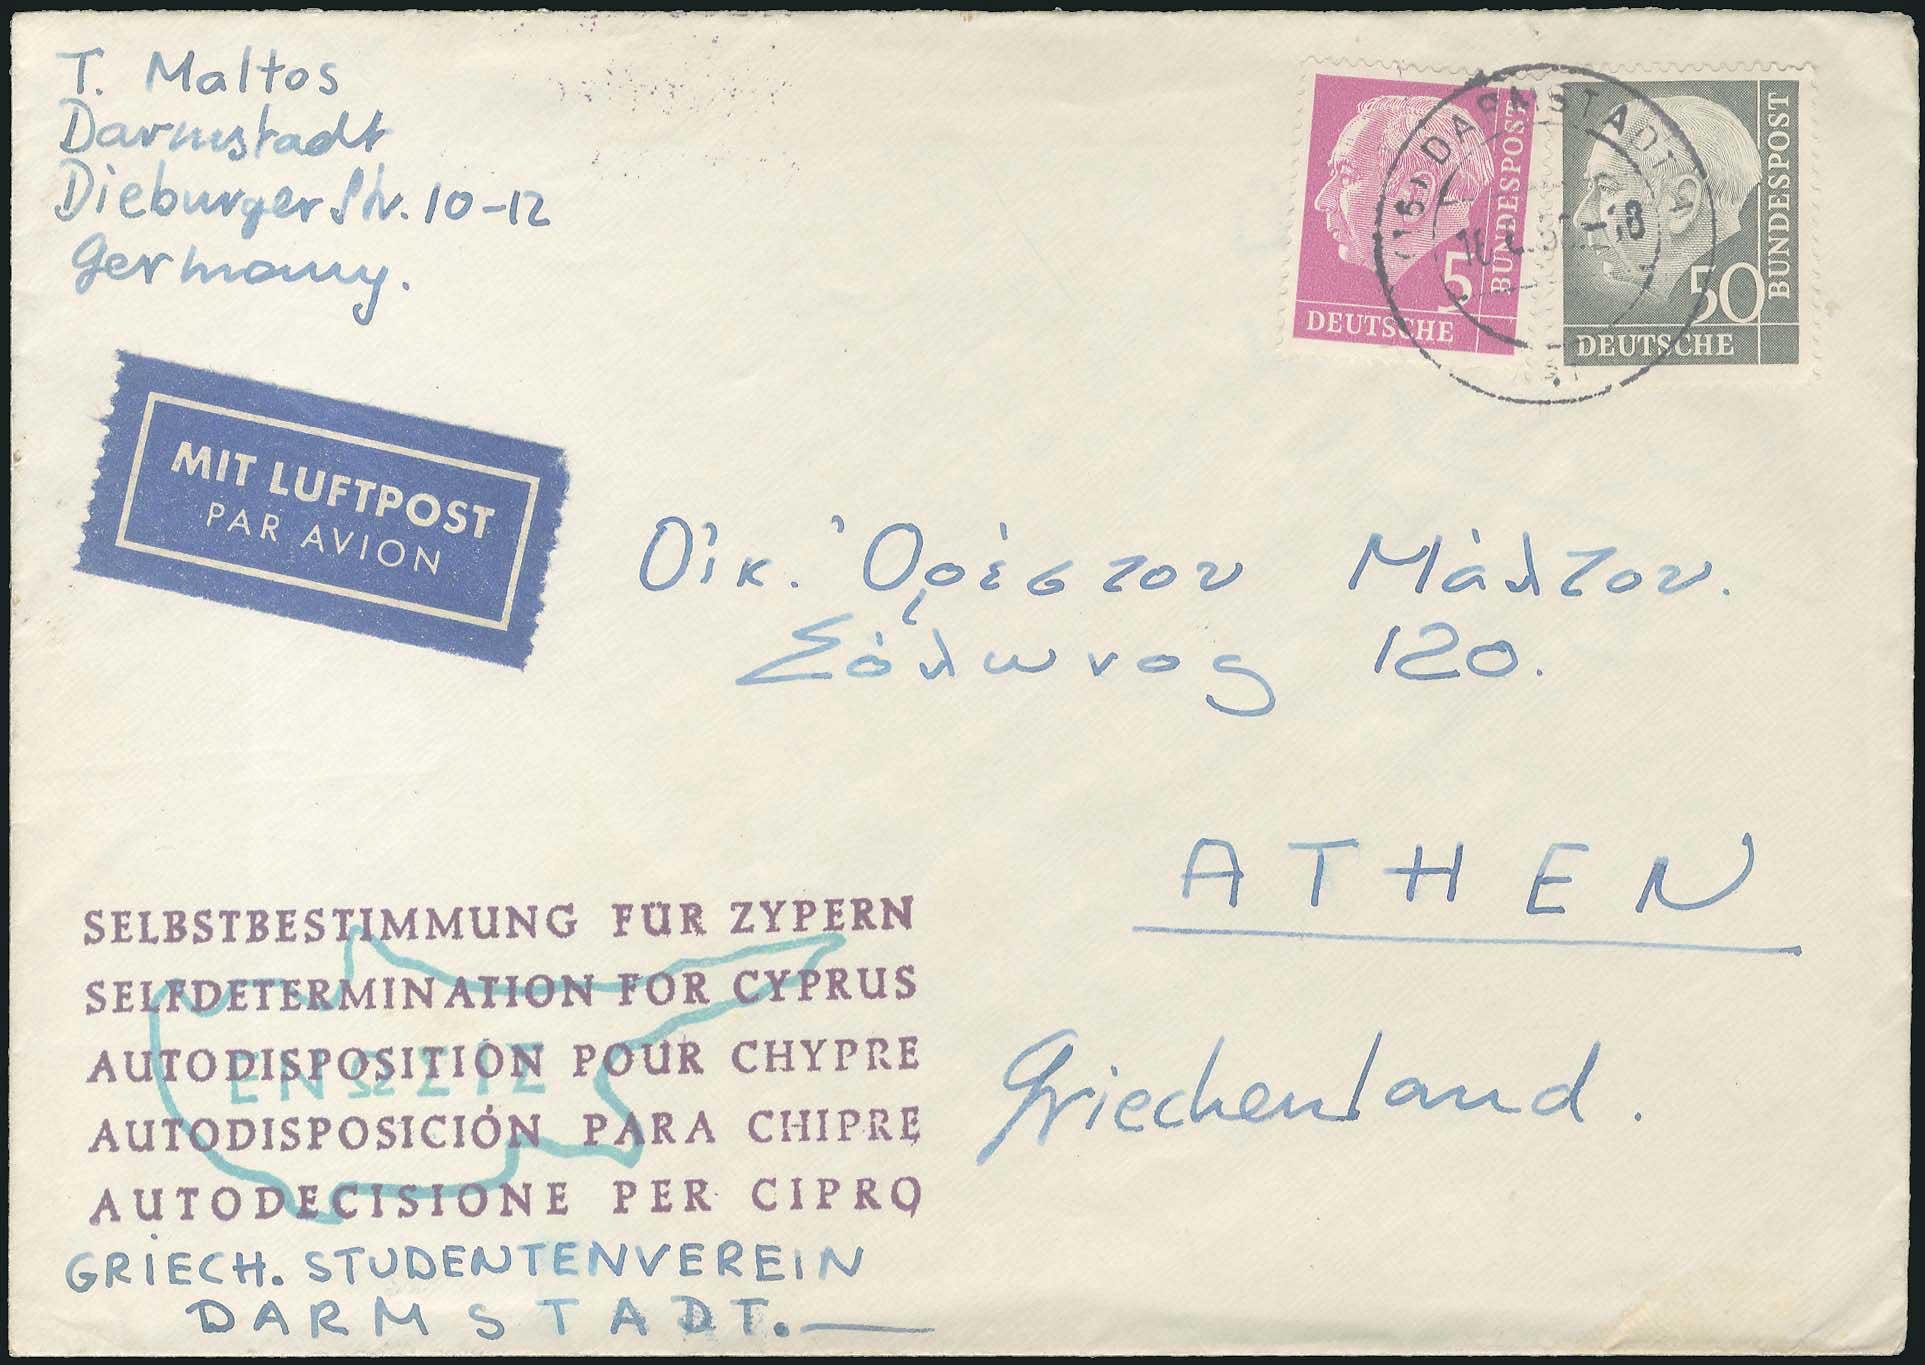 T. Maltos
Darmstadt
Dieburger Str. 10-12
Germany.
DEUTSCHE
BUNDESPOST
5
DEUTSCHE
BUNDESPOST
50
(16) DARMSTADT
MIT LUFTPOST
PAR AVION
Οἰκ. Ὀρέστου Μάλτου.
Σόλωνος 120.
ATHEN
Griechenland.
SELBSTBESTIMMUNG FÜR ZYPERN
SELFDETERMINATION FOR CYPRUS
AUTODISPOSITION POUR CHYPRE
ΕΝΩΣΙΣ
AUTODISPOSICIÓN PARA CHIPRE
AUTODECISIONE PER CIPRO
GRIECH. STUDENTENVEREIN
DARMSTADT.—